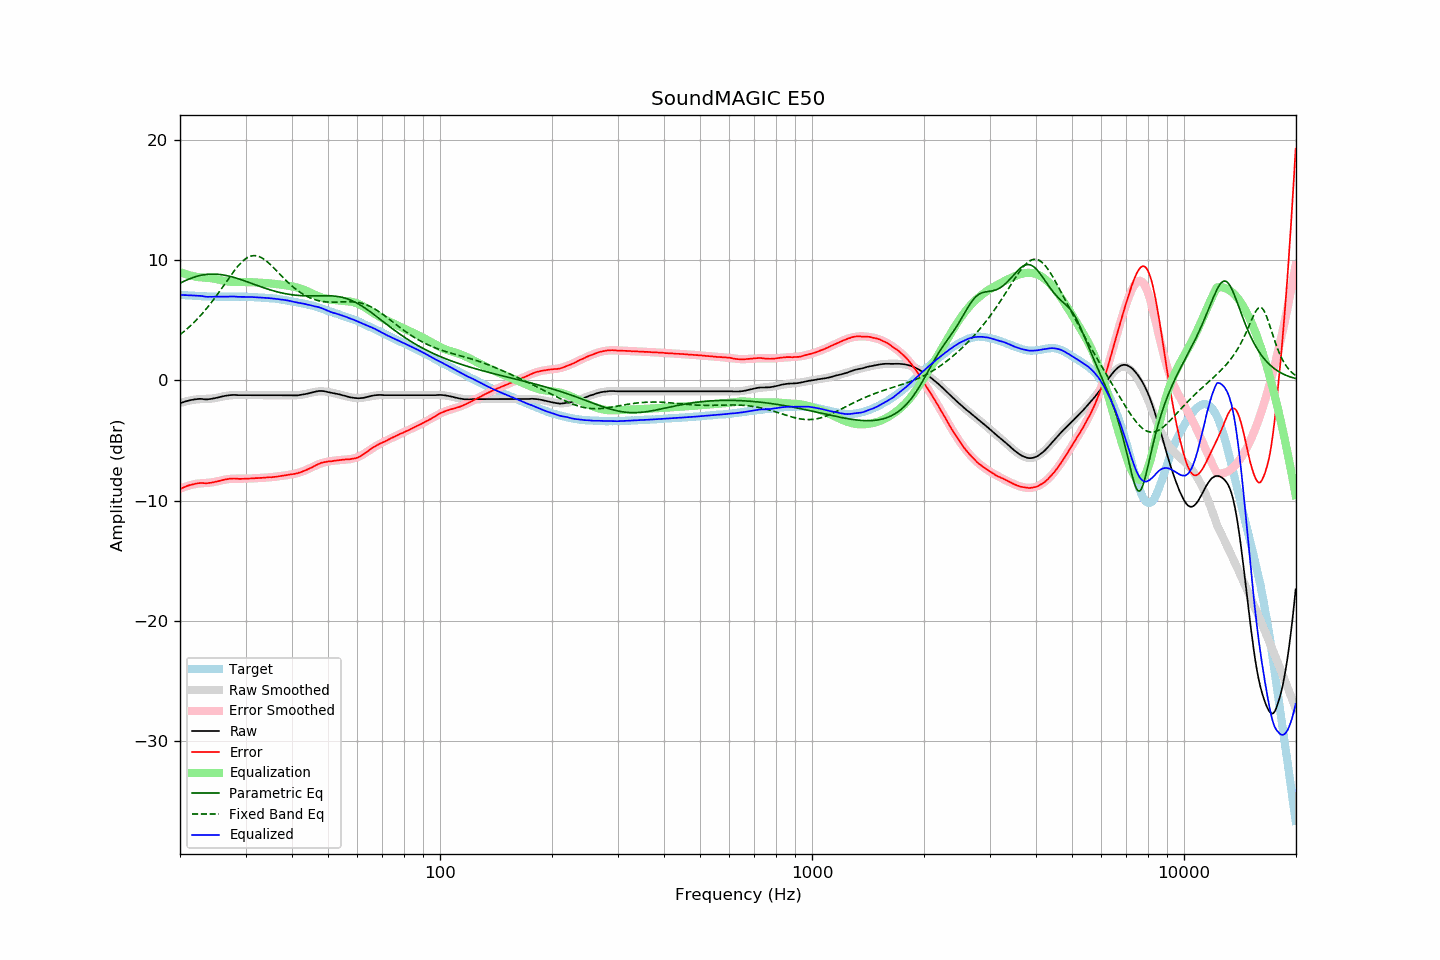 SoundMAGIC E50
20
10
0
−10
−20
−30
Amplitude (dBr)
Target
Raw Smoothed
Error Smoothed
Raw
Error
Equalization
Parametric Eq
Fixed Band Eq
Equalized
100
1000
10000
Frequency (Hz)